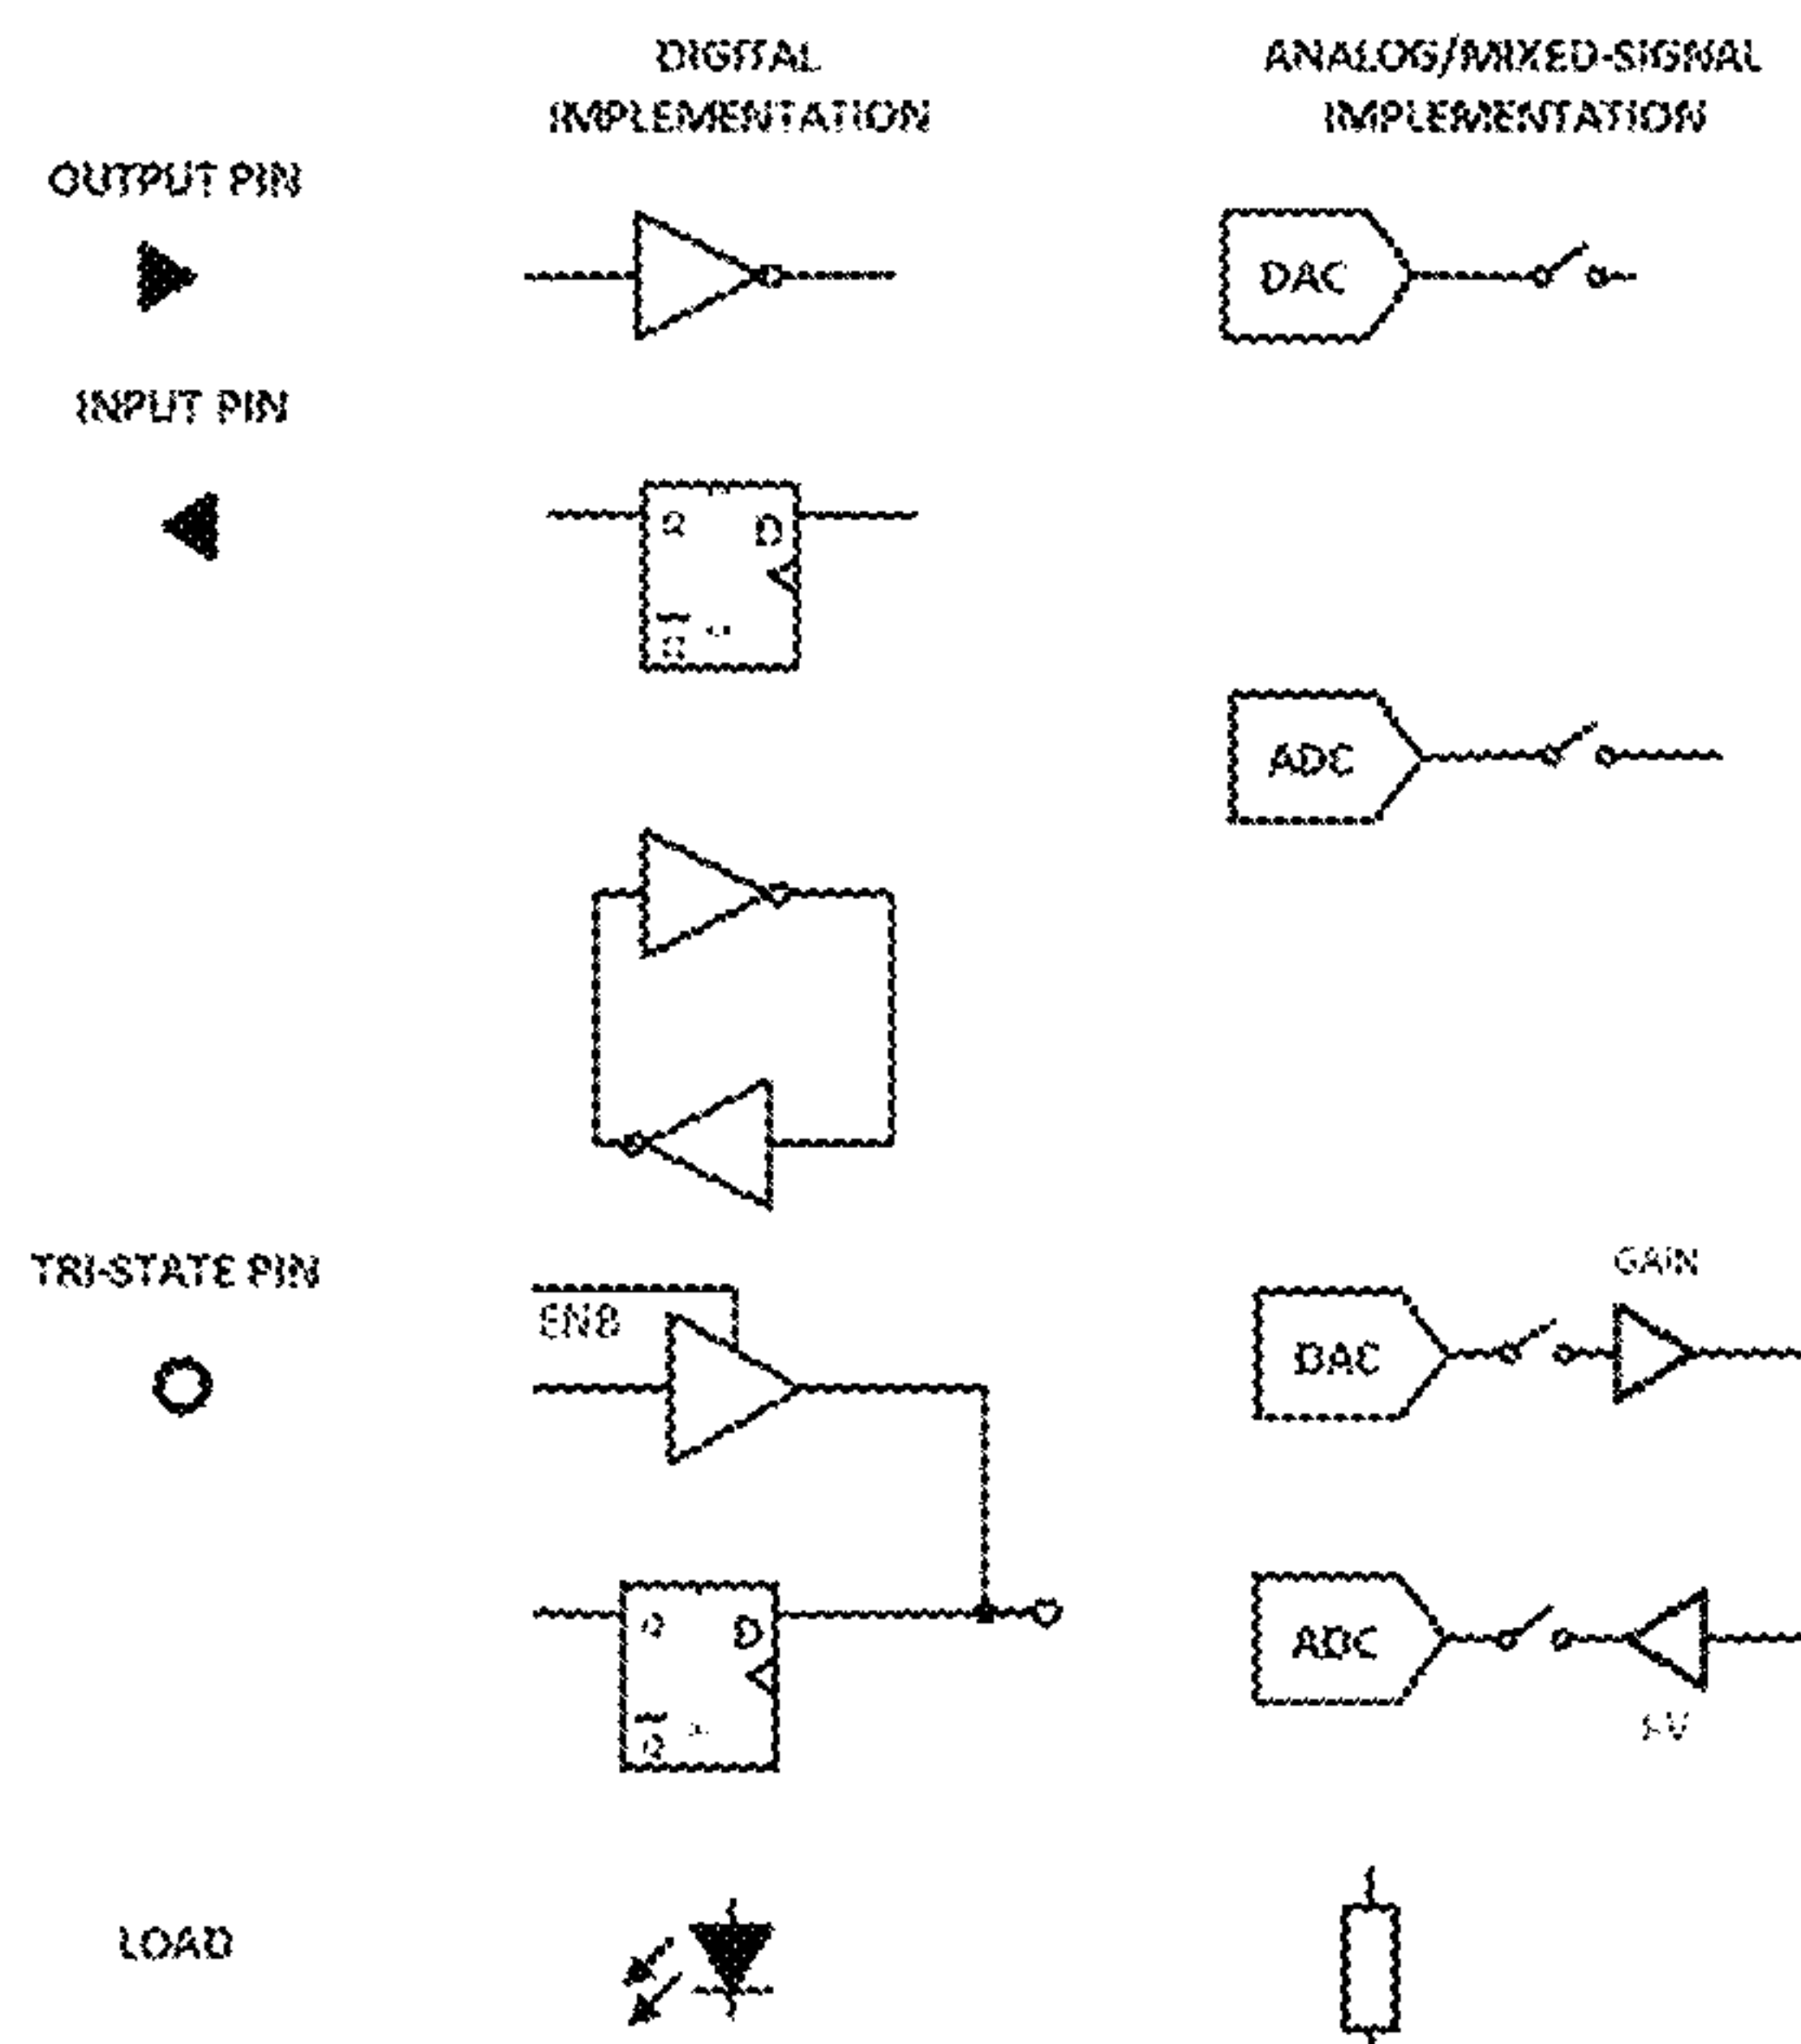 DIGITAL
IMPLEMENTATION
ANALOG/MIXED-SIGNAL
IMPLEMENTATION
OUTPUT PIN
DAC
INPUT PIN
Q D
Q
ADC
TRI-STATE PIN
ENB
GAIN
DAC
Q D
Q
ADC
LOAD